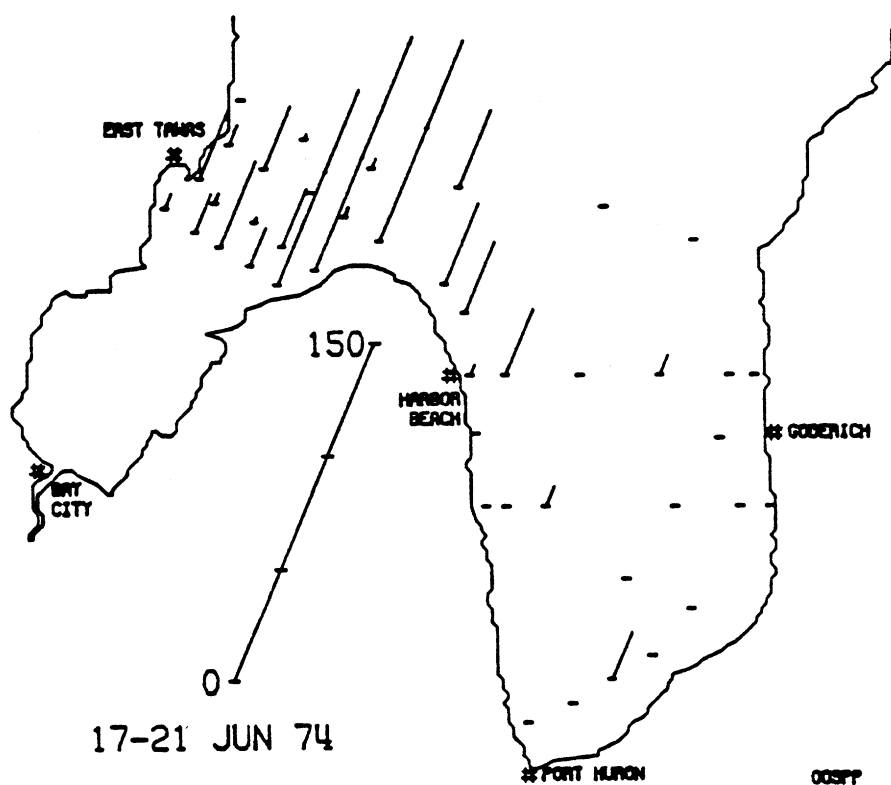 EAST TAWAS
150
HARBOR
BEACH
GODERICH
BAY
CITY
0
17-21 JUN 74
PORT HURON
OOSPP